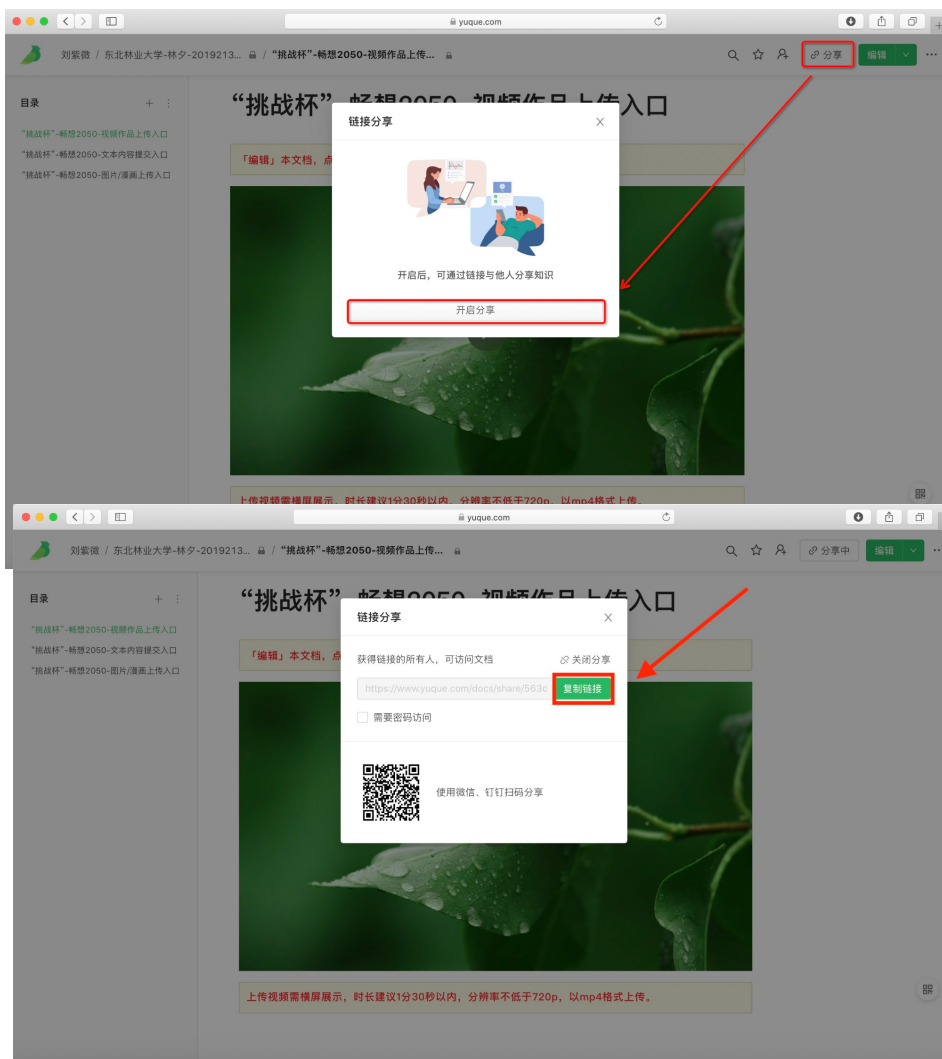 yuque.com
刘紫微 / 东北林业大学-林夕-2019213... / “挑战杯”-畅想2050-视频作品上传...
分享
编辑
目录
“挑战杯”-畅想2050-视频作品上传入口
“挑战杯”-畅想2050-文本内容提交入口
“挑战杯”-畅想2050-图片/漫画上传入口
“挑战杯”-畅想2050-视频作品上传入口
「编辑」本文档，点
链接分享
开启后，可通过链接与他人分享知识
开启分享
上传视频需横屏展示，时长建议1分30秒以内，分辨率不低于720p，以mp4格式上传。
yuque.com
刘紫微 / 东北林业大学-林夕-2019213... / “挑战杯”-畅想2050-视频作品上传...
分享中
编辑
目录
“挑战杯”-畅想2050-视频作品上传入口
“挑战杯”-畅想2050-文本内容提交入口
“挑战杯”-畅想2050-图片/漫画上传入口
“挑战杯”-畅想2050-视频作品上传入口
「编辑」本文档，点
链接分享
获得链接的所有人，可访问文档
关闭分享
https://www.yuque.com/docs/share/563c
复制链接
需要密码访问
使用微信、钉钉扫码分享
上传视频需横屏展示，时长建议1分30秒以内，分辨率不低于720p，以mp4格式上传。